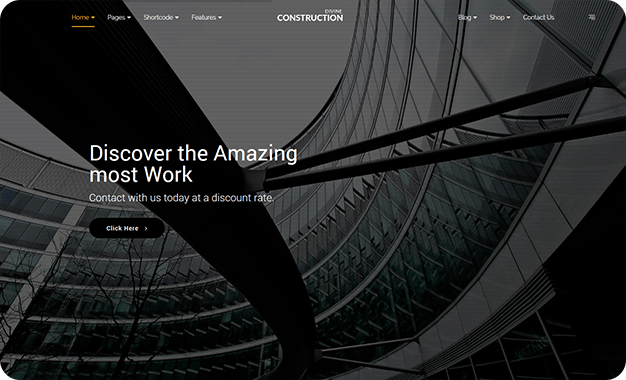 Home
Pages
Shortcode
Features
DIVINE
CONSTRUCTION
Blog
Shop
Contact Us
Discover the Amazing
most Work
Contact with us today at a discount rate.
Click Here